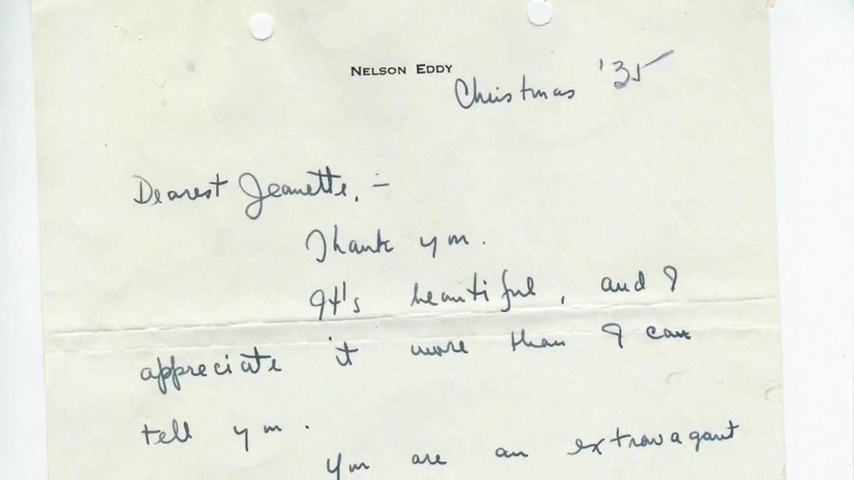 NELSON EDDY
Christmas '35
Dearest Jeanette, –
Thank you.
It's beautiful, and I
appreciate it more than I can
tell you.
You are an extravagant